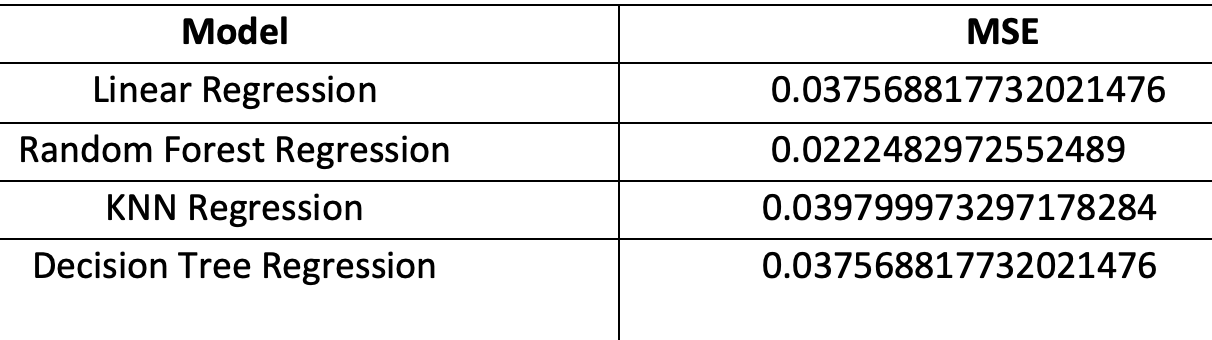 Model MSE
Linear Regression 0.037568817732021476
Random Forest Regression 0.0222482972552489
KNN Regression 0.039799973297178284
Decision Tree Regression 0.037568817732021476